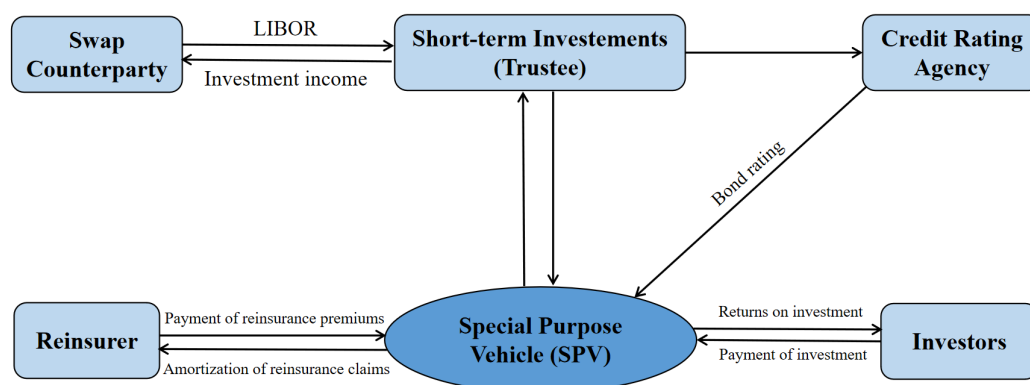 Swap
Counterparty
LIBOR
Investment income
Short-term Investements
(Trustee)
Credit Rating
Agency
Bond rating
Reinsurer
Payment of reinsurance premiums
Amortization of reinsurance claims
Special Purpose
Vehicle (SPV)
Returns on investment
Payment of investment
Investors